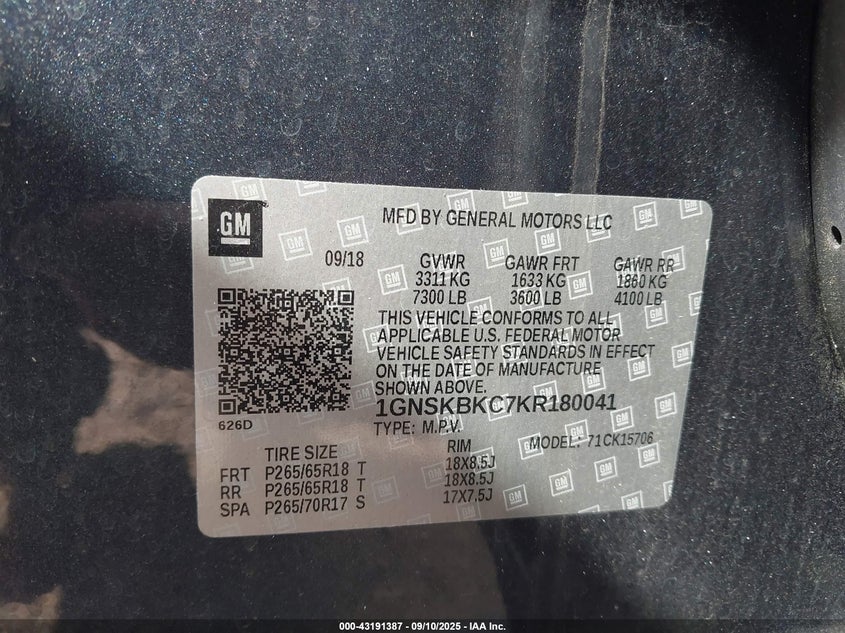 GM
MFD BY GENERAL MOTORS LLC
09/18 GVWR GAWR FRT GAWR RR
3311 KG 1633 KG 1860 KG
7300 LB 3600 LB 4100 LB
THIS VEHICLE CONFORMS TO ALL
APPLICABLE U.S. FEDERAL MOTOR
VEHICLE SAFETY STANDARDS IN EFFECT
ON THE DATE OF MANUFACTURE
SHOWN ABOVE.
1GNSKBKC7KR180041
626D
TYPE: M.P.V. MODEL: 71CK15706
TIRE SIZE RIM
FRT P265/65R18 T 18X8.5J
RR P265/65R18 T 18X8.5J
SPA P265/70R17 S 17X7.5J
000-43191387 - 09/10/2025 - IAA Inc.